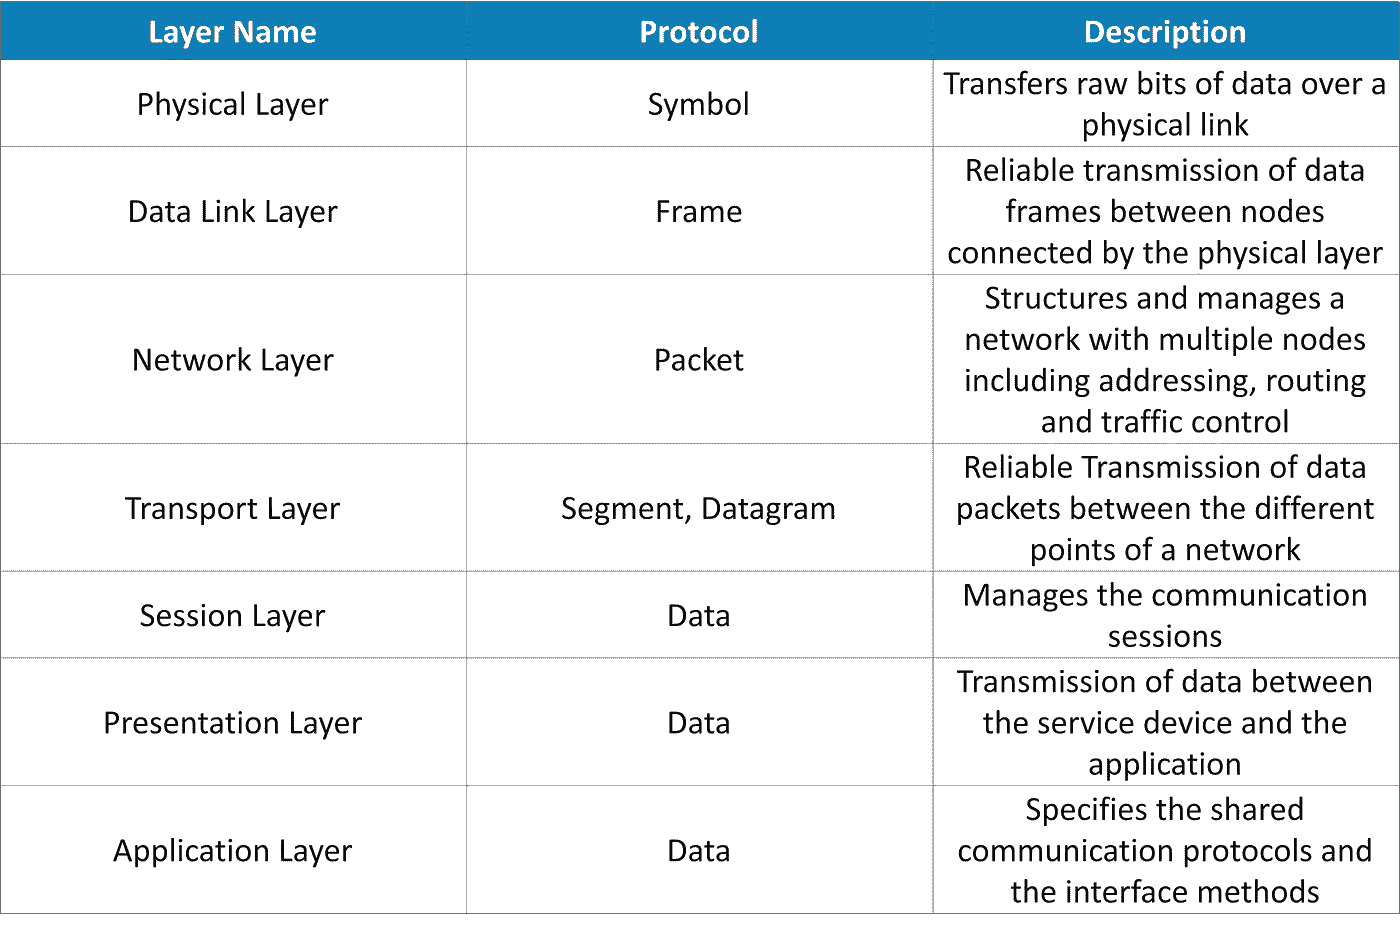 Layer Name
Protocol
Description
Physical Layer
Symbol
Transfers raw bits of data over a
physical link
Data Link Layer
Frame
Reliable transmission of data
frames between nodes
connected by the physical layer
Network Layer
Packet
Structures and manages a
network with multiple nodes
including addressing, routing
and traffic control
Transport Layer
Segment, Datagram
Reliable Transmission of data
packets between the different
points of a network
Session Layer
Data
Manages the communication
sessions
Presentation Layer
Data
Transmission of data between
the service device and the
application
Application Layer
Data
Specifies the shared
communication protocols and
the interface methods